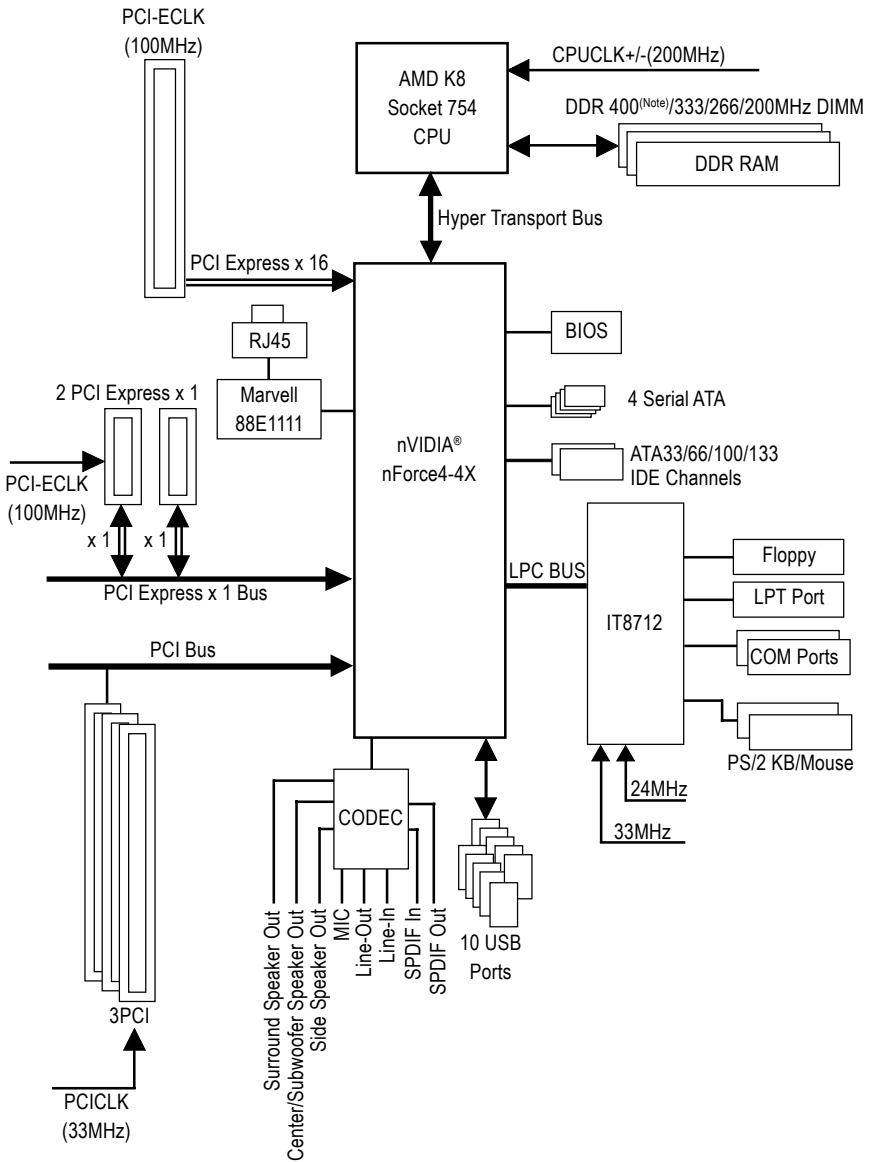 PCI-ECLK
(100MHz)
AMD K8
Socket 754
CPU
CPUCLK+/-(200MHz)
DDR 400(Note)/333/266/200MHz DIMM
DDR RAM
Hyper Transport Bus
PCI Express x 16
RJ45
BIOS
2 PCI Express x 1
Marvell
88E1111
4 Serial ATA
nVIDIA®
nForce4-4X
ATA33/66/100/133
IDE Channels
PCI-ECLK
(100MHz)
x 1
x 1
PCI Express x 1 Bus
LPC BUS
IT8712
Floppy
LPT Port
COM Ports
PS/2 KB/Mouse
PCI Bus
24MHz
33MHz
CODEC
Surround Speaker Out
Center/Subwoofer Speaker Out
Side Speaker Out
MIC
Line-Out
Line-In
SPDIF In
SPDIF Out
10 USB
Ports
3PCI
PCICLK
(33MHz)